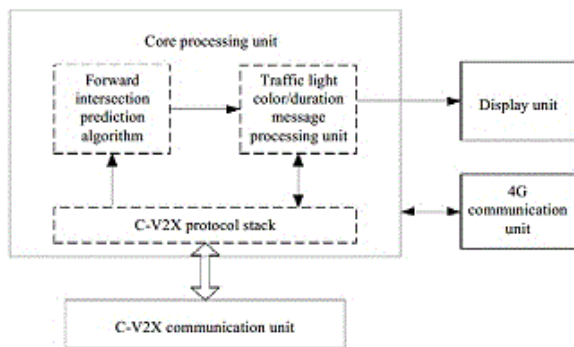 Core processing unit
Forward
intersection
prediction
algorithm
Traffic light
color/duration
message
processing unit
Display unit
4G
communication
unit
C-V2X protocol stack
C-V2X communication unit